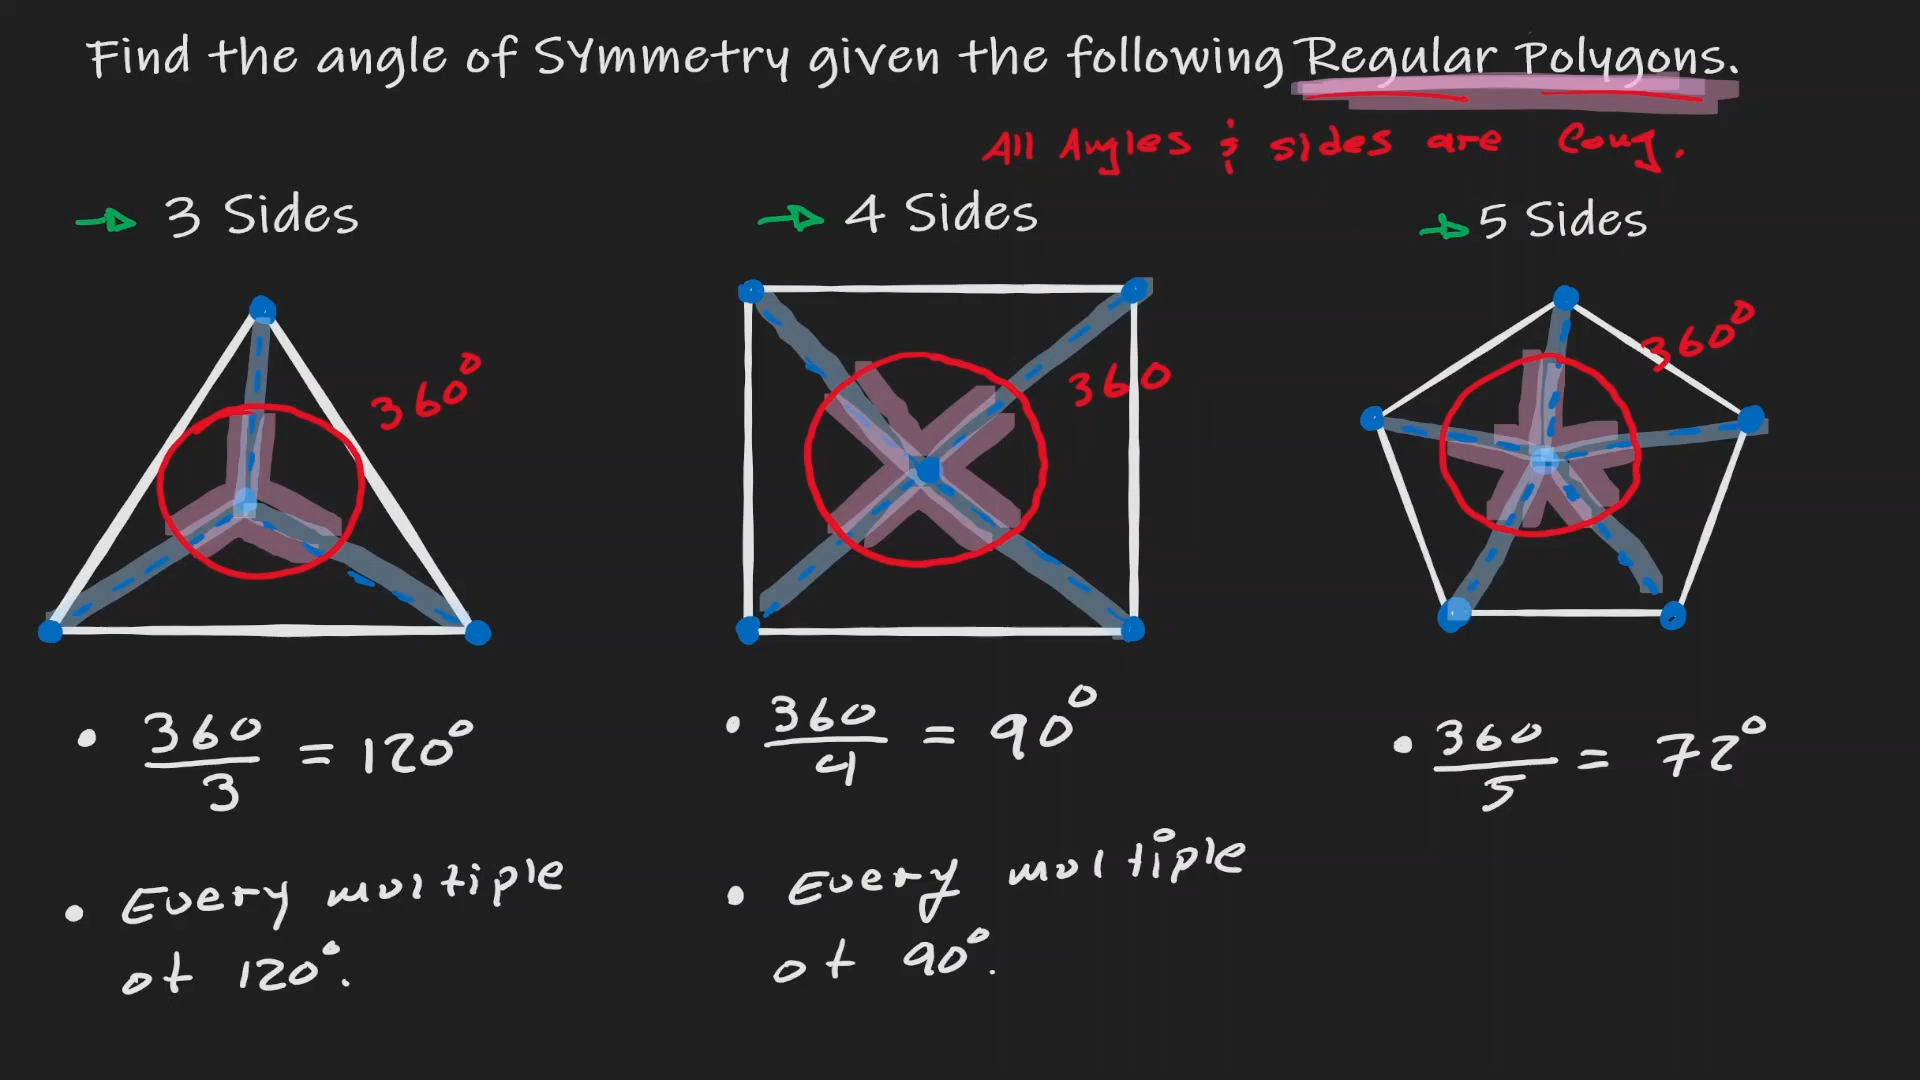 Find the angle of SYmmetry given the following Regular Polygons.
All Angles & sides are Cong.
→ 3 Sides
→ 4 Sides
→ 5 Sides
360°
360
360°
• 360/3 = 120°
• 360/4 = 90°
• 360/5 = 72°
• Every multiple
of 120°.
• Every multiple
of 90°.